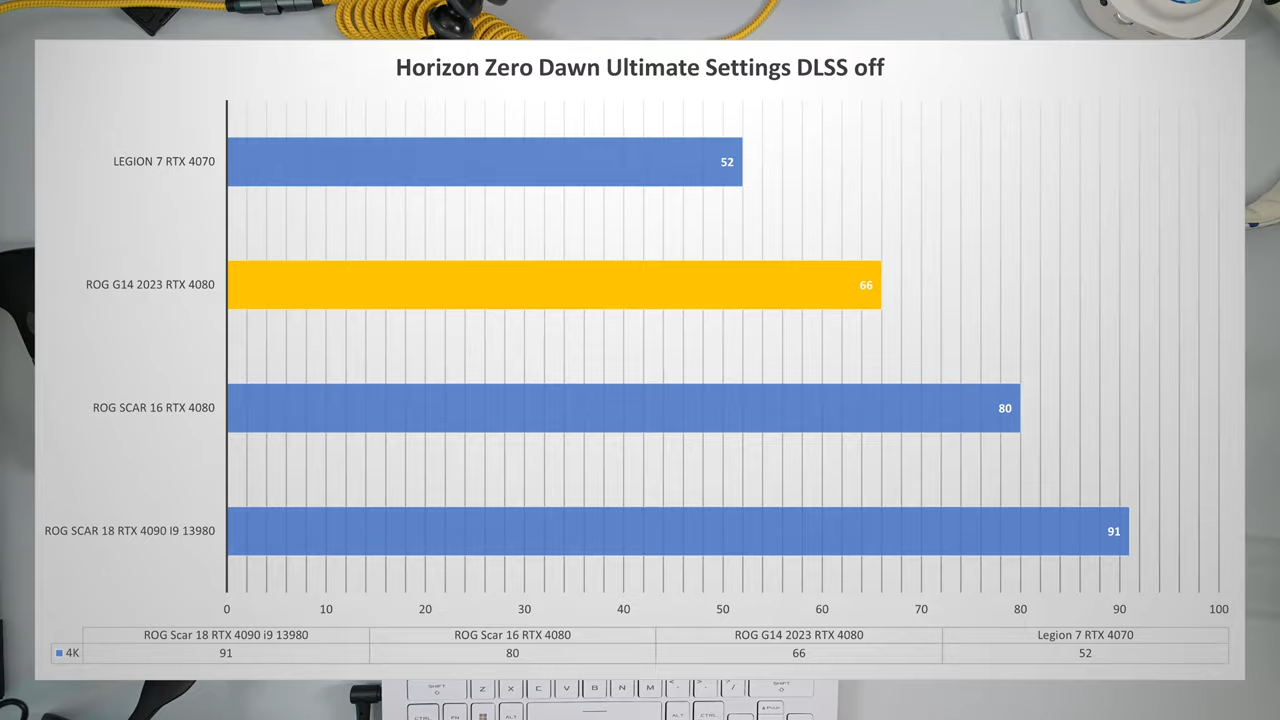 Horizon Zero Dawn Ultimate Settings DLSS off
LEGION 7 RTX 4070
52
ROG G14 2023 RTX 4080
66
ROG SCAR 16 RTX 4080
80
ROG SCAR 18 RTX 4090 I9 13980
91
0 10 20 30 40 50 60 70 80 90 100
ROG Scar 18 RTX 4090 i9 13980 ROG Scar 16 RTX 4080 ROG G14 2023 RTX 4080 Legion 7 RTX 4070
4K 91 80 66 52
SHIFT Z X C V B N M < > ? / SHIFT
CTRL FN ALT ALT CTRL